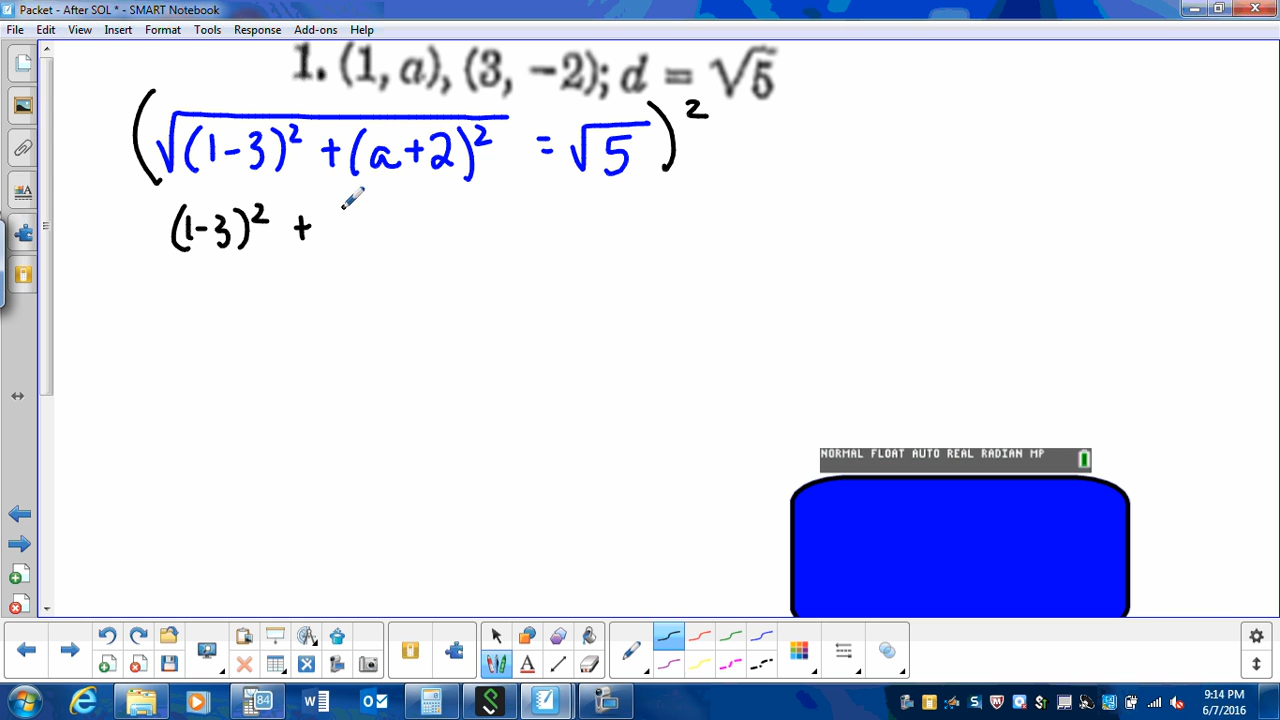 Packet - After SOL * - SMART Notebook
File Edit View Insert Format Tools Response Add-ons Help
1. (1, a), (3, −2); d = √5
(√(1-3)² + (a+2)² = √5)²
(1-3)² +
NORMAL FLOAT AUTO REAL RADIAN MP
A
84
W
S
9:14 PM
6/7/2016